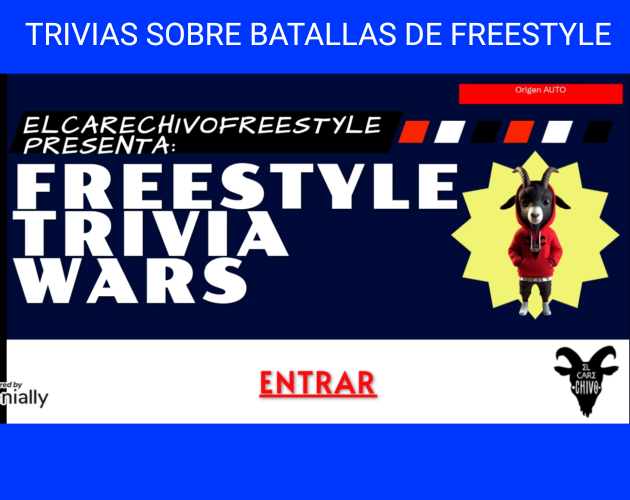 TRIVIAS SOBRE BATALLAS DE FREESTYLE
Origen AUTO
ELCARECHIVOFREESTYLE
PRESENTA:
FREESTYLE
TRIVIA
WARS
ENTRAR
EL
CARE
CHIVO
red by
nially